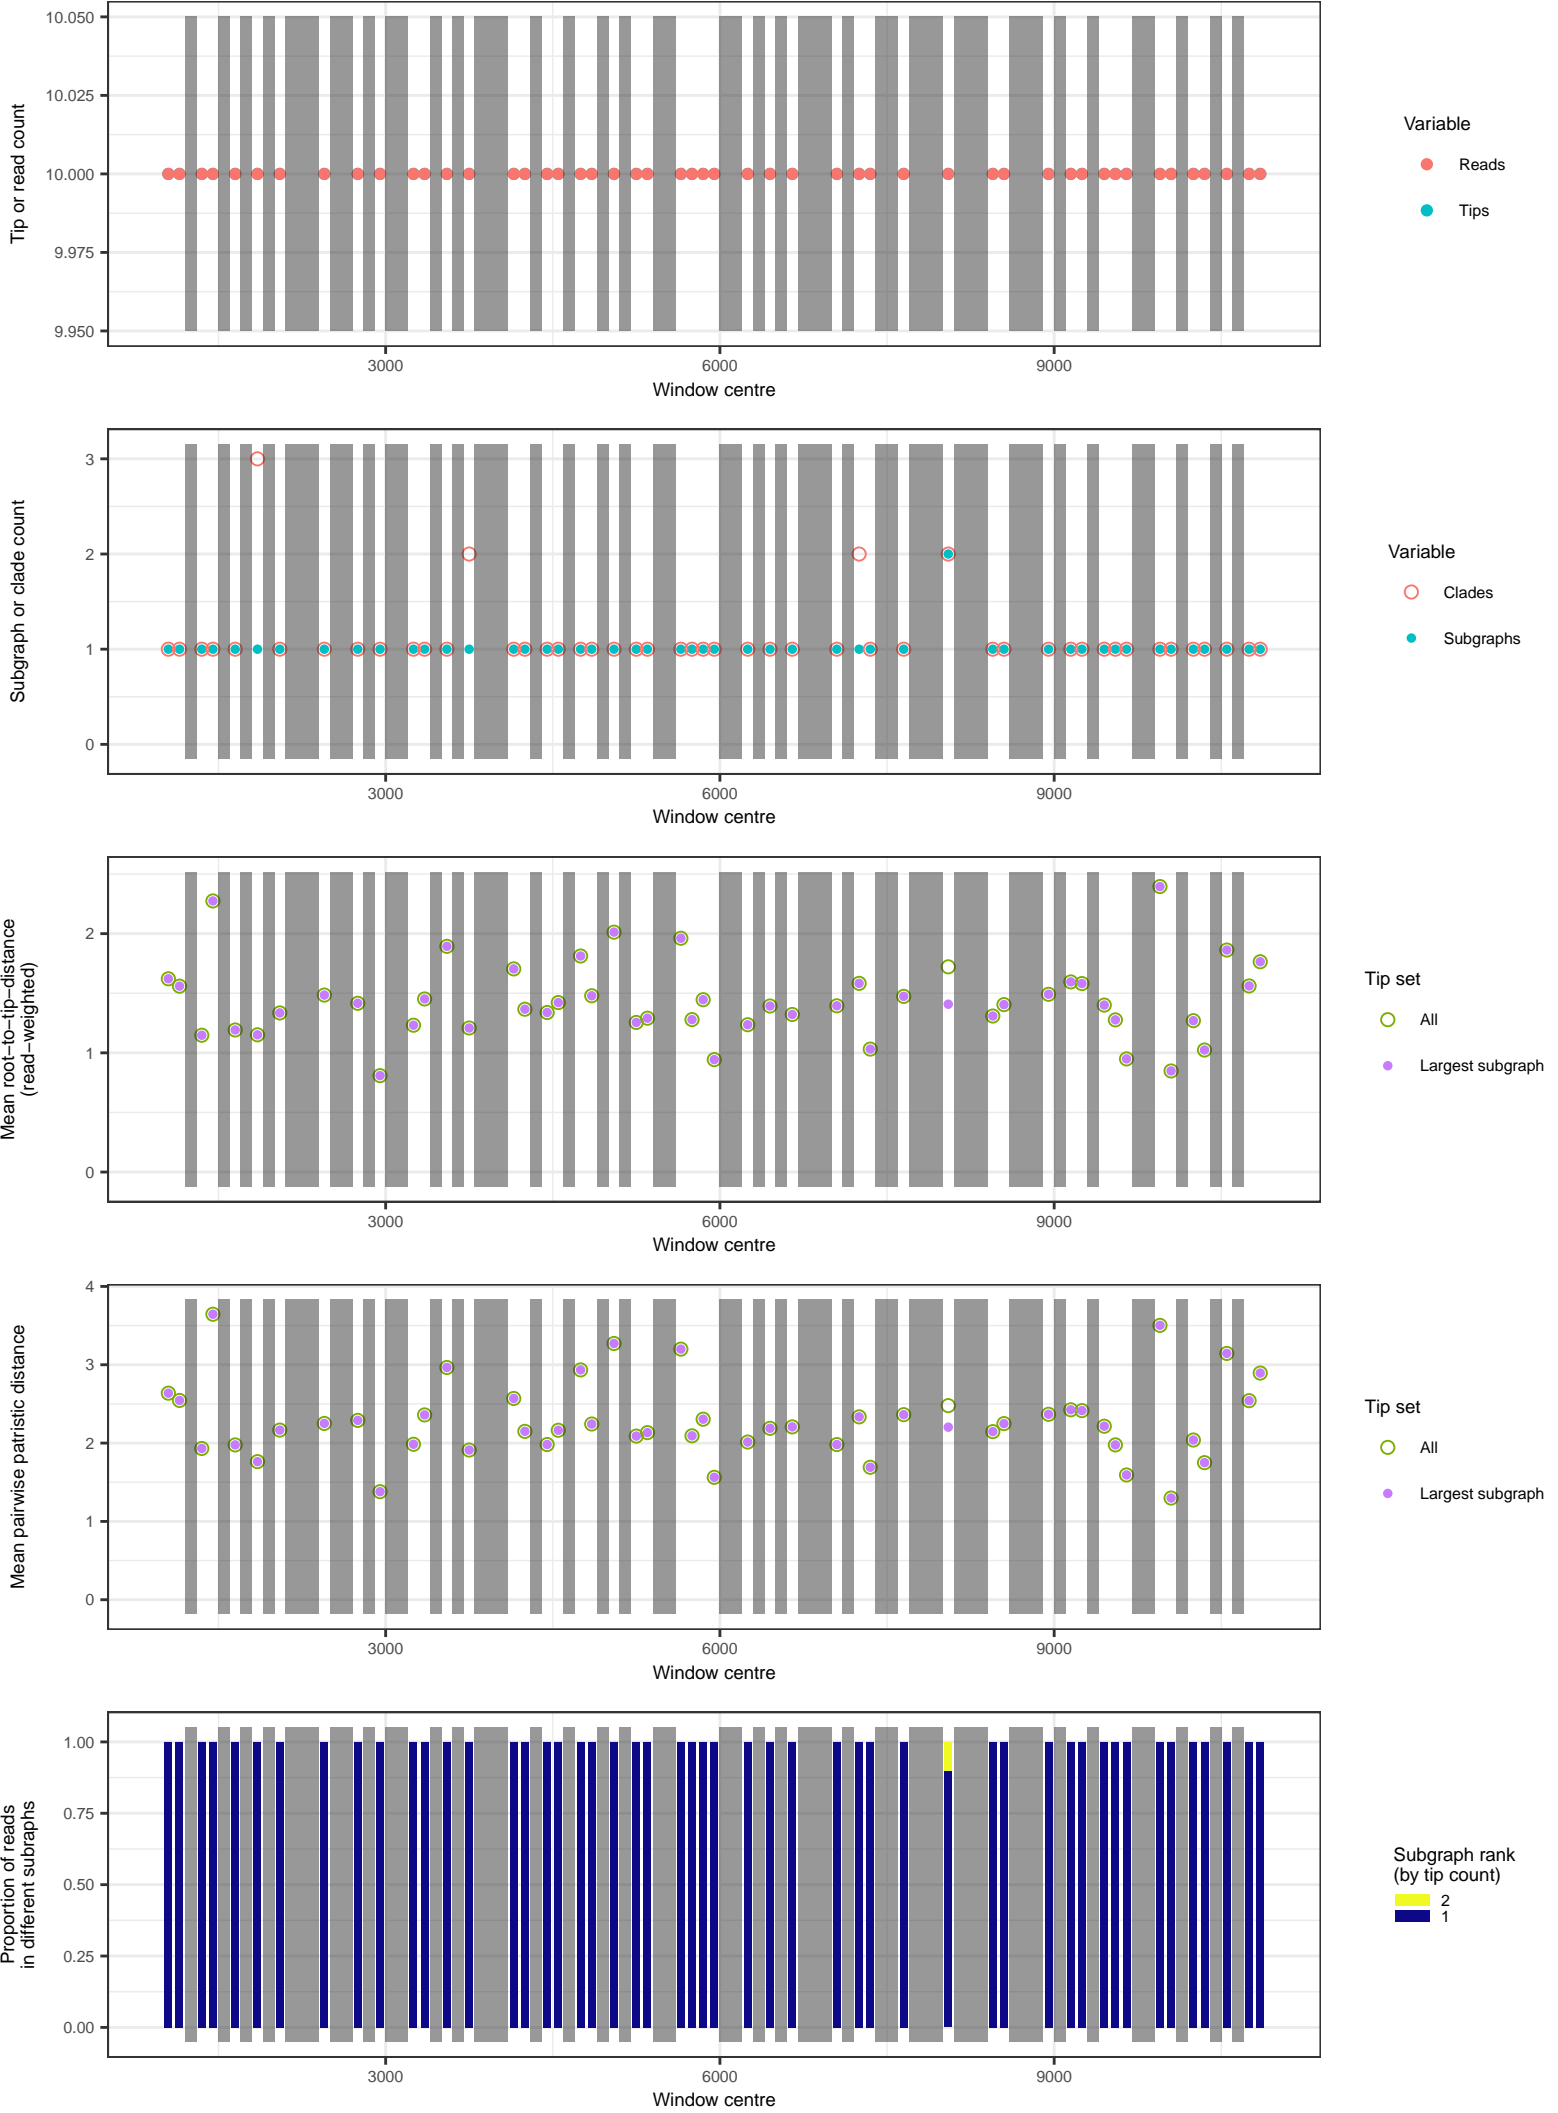 10.050
10.025
10.000
9.975
9.950
Tip or read count
3000
6000
9000
Window centre
Variable
Reads
Tips
3
2
1
0
Subgraph or clade count
3000
6000
9000
Window centre
Variable
Clades
Subgraphs
2
1
0
Mean root−to−tip−distance
(read−weighted)
3000
6000
9000
Window centre
Tip set
All
Largest subgraph
4
3
2
1
0
Mean pairwise patristic distance
3000
6000
9000
Window centre
Tip set
All
Largest subgraph
1.00
0.75
0.50
0.25
0.00
Proportion of reads
in different subraphs
3000
6000
9000
Window centre
Subgraph rank
(by tip count)
2
1